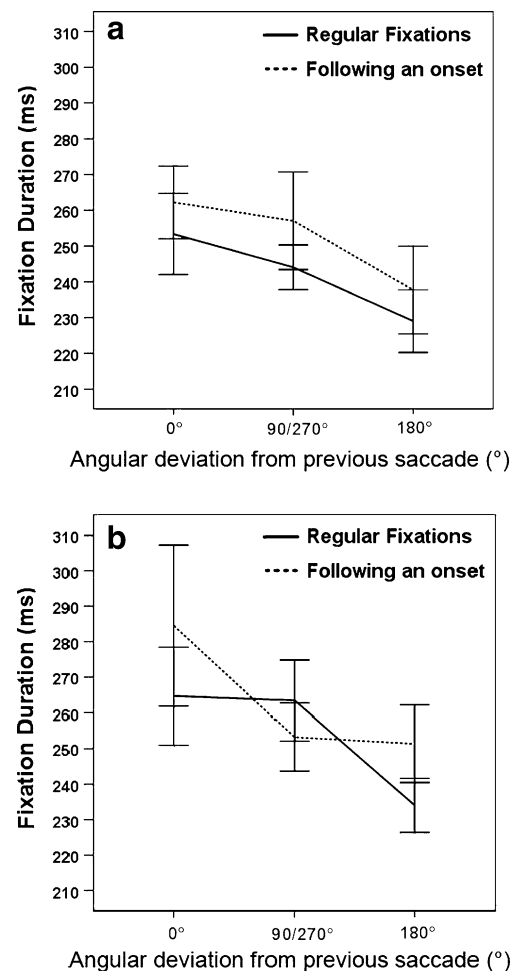 a
Regular Fixations
Following an onset
310
300
290
280
270
260
250
240
230
220
210
Fixation Duration (ms)
0°
90/270°
180°
Angular deviation from previous saccade (°)
b
Regular Fixations
Following an onset
310
300
290
280
270
260
250
240
230
220
210
Fixation Duration (ms)
0°
90/270°
180°
Angular deviation from previous saccade (°)